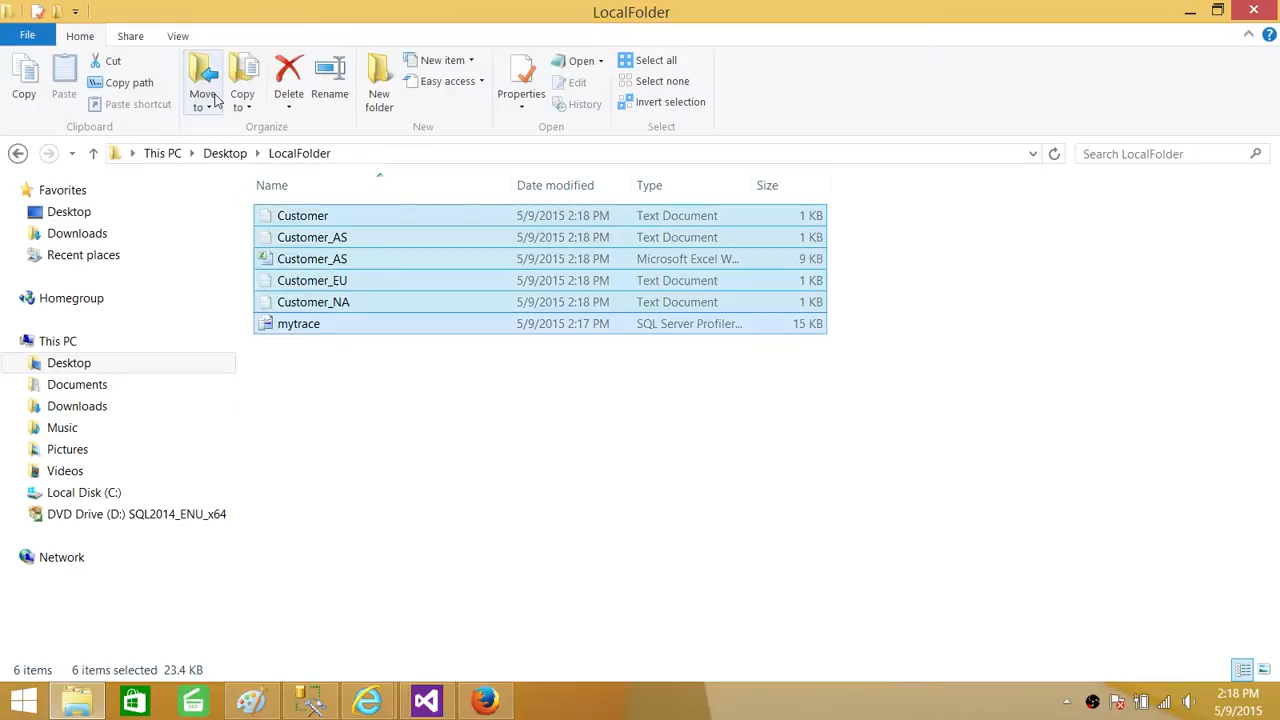 LocalFolder
File Home Share View
Copy Paste Cut Copy path Paste shortcut Move to Copy to Delete Rename New folder New item Easy access Properties Open Edit History Select all Select none Invert selection
Clipboard Organize New Open Select
This PC Desktop LocalFolder Search LocalFolder
Name Date modified Type Size
Customer 5/9/2015 2:18 PM Text Document 1 KB
Customer_AS 5/9/2015 2:18 PM Text Document 1 KB
Customer_AS 5/9/2015 2:18 PM Microsoft Excel W... 9 KB
Customer_EU 5/9/2015 2:18 PM Text Document 1 KB
Customer_NA 5/9/2015 2:18 PM Text Document 1 KB
mytrace 5/9/2015 2:17 PM SQL Server Profiler... 15 KB
Favorites
Desktop
Downloads
Recent places
Homegroup
This PC
Desktop
Documents
Downloads
Music
Pictures
Videos
Local Disk (C:)
DVD Drive (D:) SQL2014_ENU_x64
Network
6 items 6 items selected 23.4 KB
2:18 PM
5/9/2015